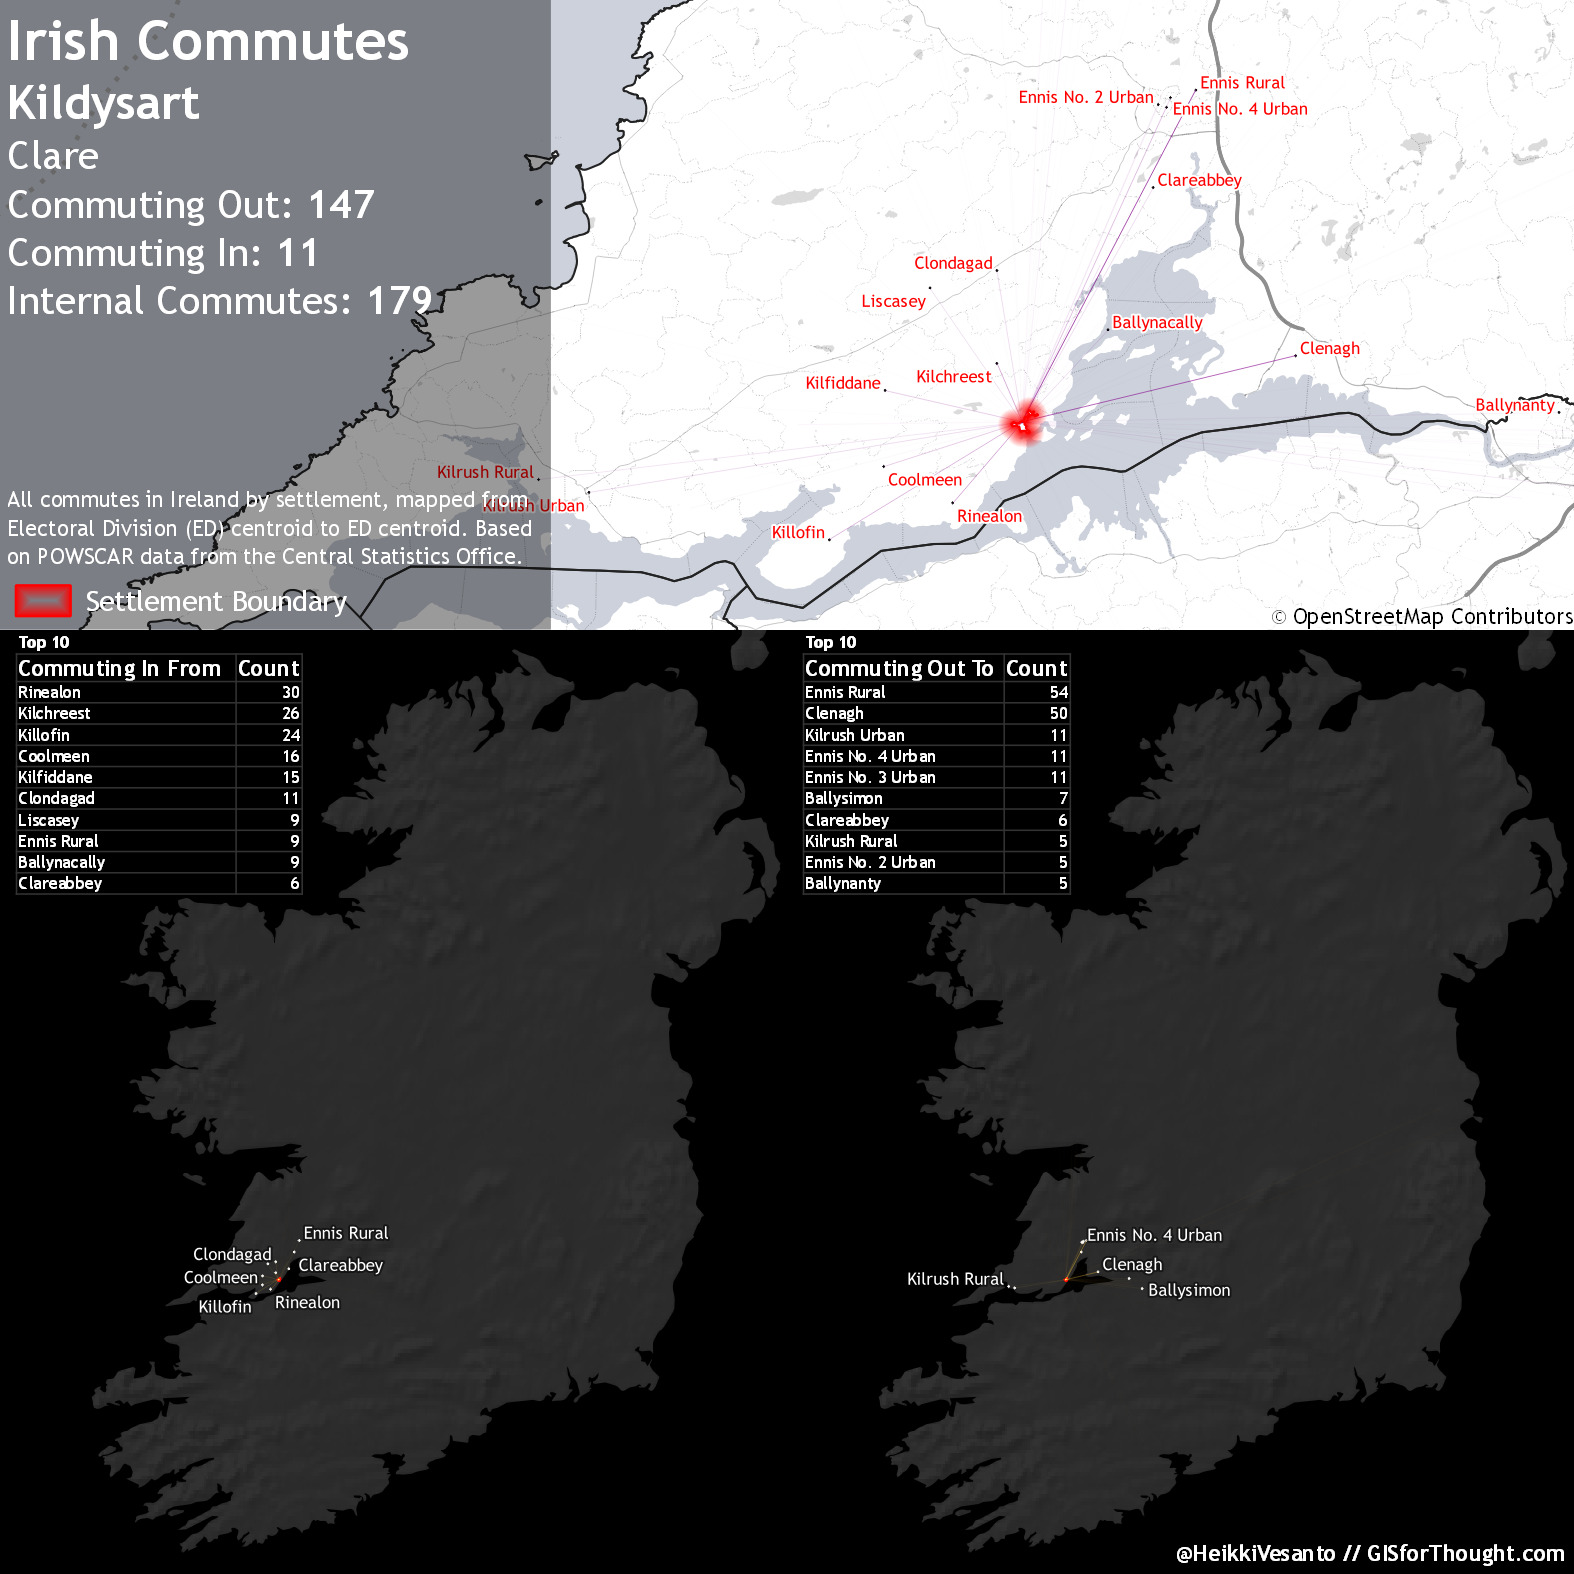 Irish Commutes
Kildysart
Clare
Commuting Out: 147
Commuting In: 11
Internal Commutes: 179
All commutes in Ireland by settlement, mapped from
Electoral Division (ED) centroid to ED centroid. Based
on POWSCAR data from the Central Statistics Office.
Settlement Boundary
Ennis Rural
Ennis No. 2 Urban
Ennis No. 4 Urban
Clareabbey
Clondagad
Liscasey
Ballynacally
Clenagh
Kilchreest
Kilfiddane
Ballynanty
Kilrush Rural
Kilrush Urban
Coolmeen
Rinealon
Killofin
© OpenStreetMap Contributors
Top 10
Commuting In From Count
Rinealon 30
Kilchreest 26
Killofin 24
Coolmeen 16
Kilfiddane 15
Clondagad 11
Liscasey 9
Ennis Rural 9
Ballynacally 9
Clareabbey 6
Top 10
Commuting Out To Count
Ennis Rural 54
Clenagh 50
Kilrush Urban 11
Ennis No. 4 Urban 11
Ennis No. 3 Urban 11
Ballysimon 7
Clareabbey 6
Kilrush Rural 5
Ennis No. 2 Urban 5
Ballynanty 5
Ennis Rural
Clondagad
Clareabbey
Coolmeen
Rinealon
Killofin
Ennis No. 4 Urban
Clenagh
Kilrush Rural
Ballysimon
@HeikkiVesanto // GISforThought.com